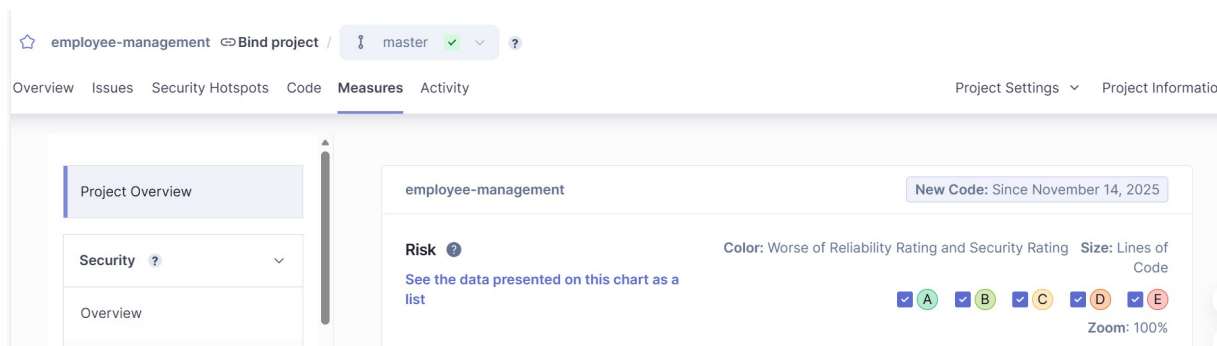 employee-management Bind project / master ?
Overview Issues Security Hotspots Code Measures Activity Project Settings Project Informatio
Project Overview
employee-management New Code: Since November 14, 2025
Security ?
Overview
Risk ?
See the data presented on this chart as a
list
Color: Worse of Reliability Rating and Security Rating Size: Lines of
Code
A B C D E
Zoom: 100%